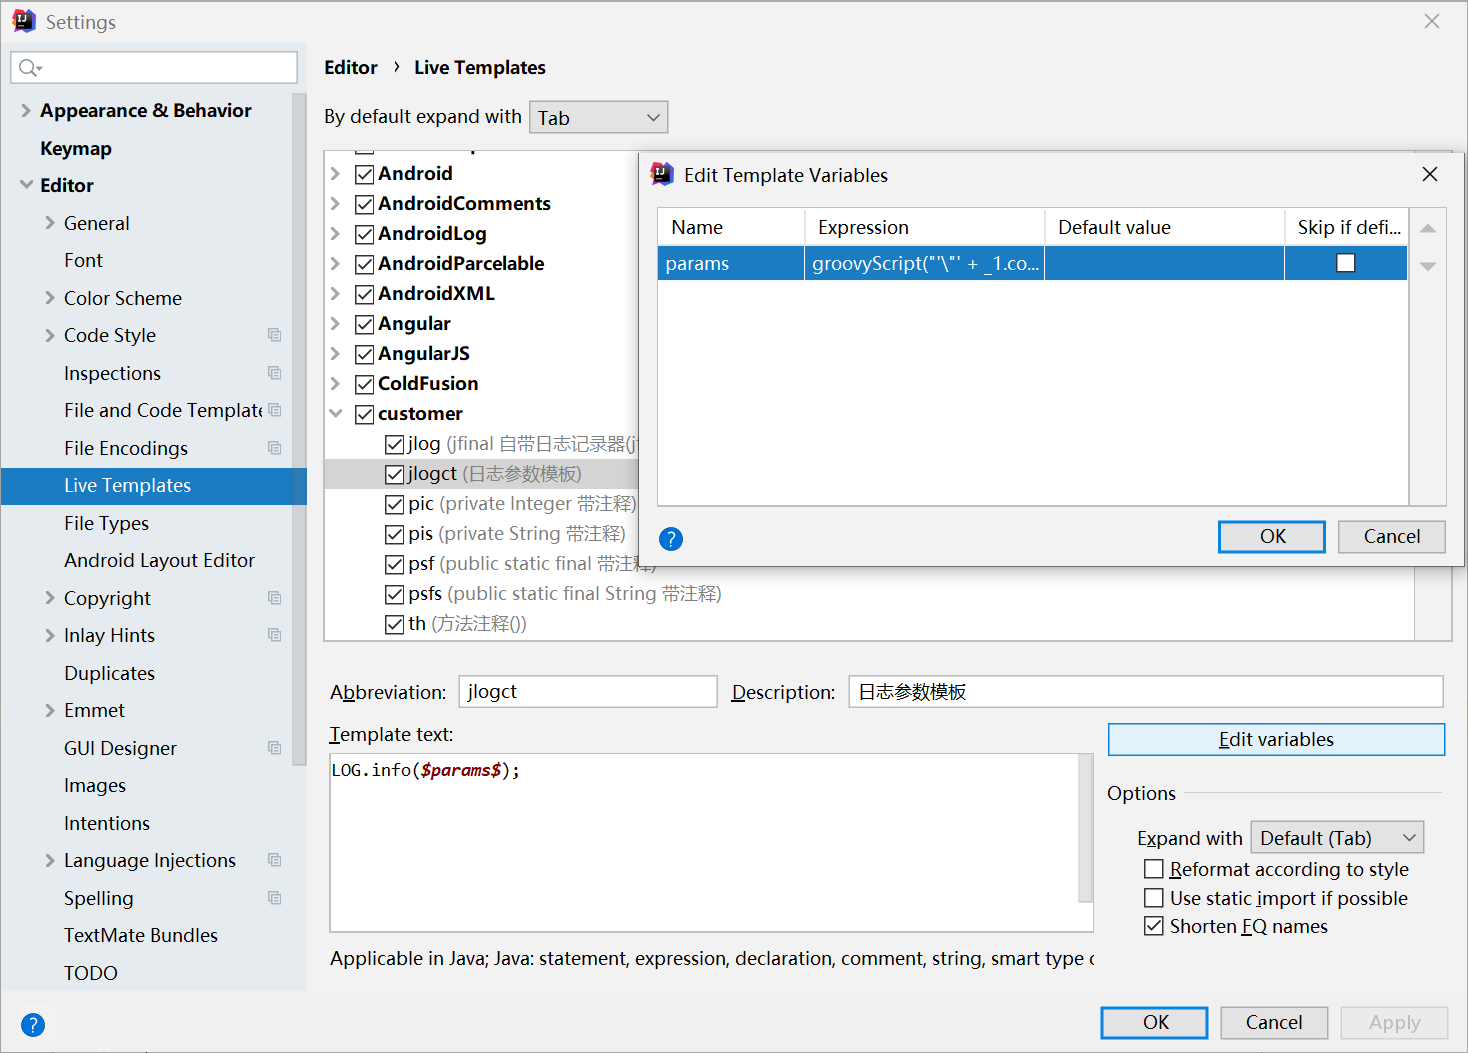 Settings
Appearance & Behavior
Keymap
Editor
General
Font
Color Scheme
Code Style
Inspections
File and Code Template
File Encodings
Live Templates
File Types
Android Layout Editor
Copyright
Inlay Hints
Duplicates
Emmet
GUI Designer
Images
Intentions
Language Injections
Spelling
TextMate Bundles
TODO
Editor › Live Templates
By default expand with Tab
Android
AndroidComments
AndroidLog
AndroidParcelable
AndroidXML
Angular
AngularJS
ColdFusion
customer
jlog (jfinal 自带日志记录器(jf
jlogct (日志参数模板)
pic (private Integer 带注释)
pis (private String 带注释)
psf (public static final 带注释)
psfs (public static final String 带注释)
th (方法注释())
Edit Template Variables
Name Expression Default value Skip if defi...
params groovyScript("'\"' + _1.co...
? OK Cancel
Abbreviation: jlogct Description: 日志参数模板
Template text:
LOG.info($params$);
Edit variables
Options
Expand with Default (Tab)
Reformat according to style
Use static import if possible
Shorten FQ names
Applicable in Java; Java: statement, expression, declaration, comment, string, smart type c
? OK Cancel Apply